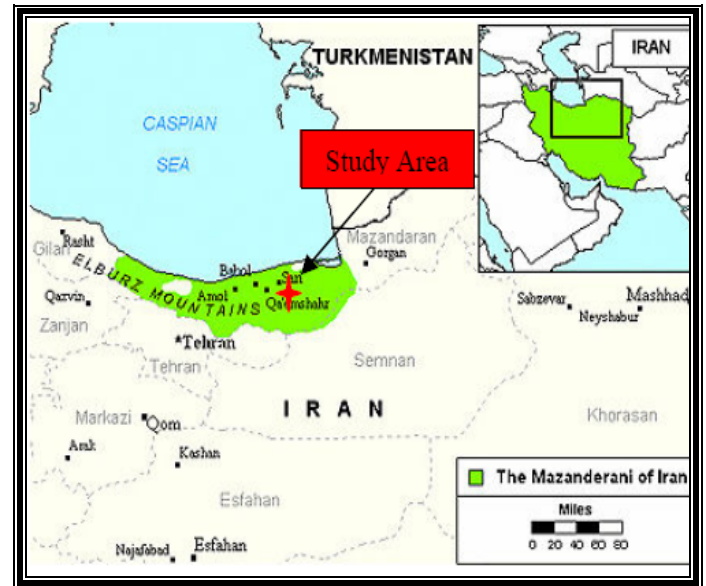 TURKMENISTAN
IRAN
CASPIAN
SEA
Study Area
Mazandaran
Gorgan
Rasht
Gilan
ELBURZ MOUNTAINS
Babol
Sari
Amol
Qa'emshahr
Qazvin
Zanjan
Tehran
Tehran
Semnan
Sabzevar
Mashhad
Neyshabur
IRAN
Markazi
Qom
Khorasan
Arak
Kashan
Esfahan
Najafabad
Esfahan
The Mazanderani of Iran
Miles
0 20 40 60 80